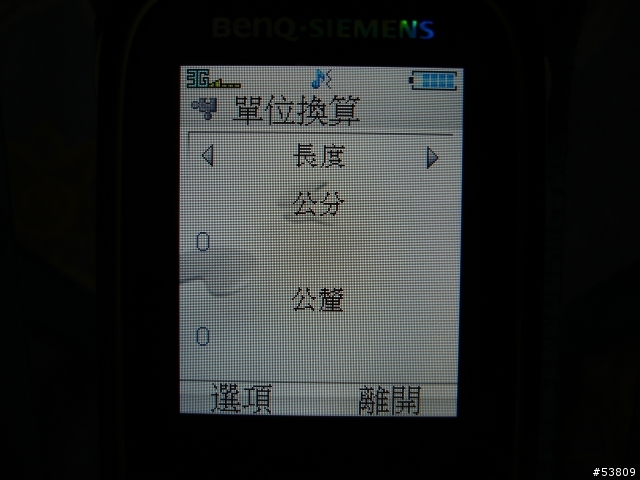 BenQ-SIEMENS
3G
單位換算
長度
公分
0
公釐
0
選項 離開
#53809